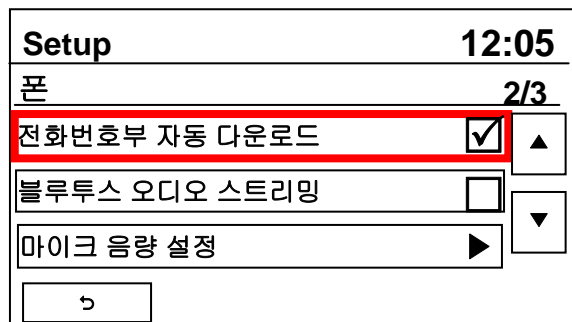 Setup 12:05
폰 2/3
전화번호부 자동 다운로드
블루투스 오디오 스트리밍
마이크 음량 설정